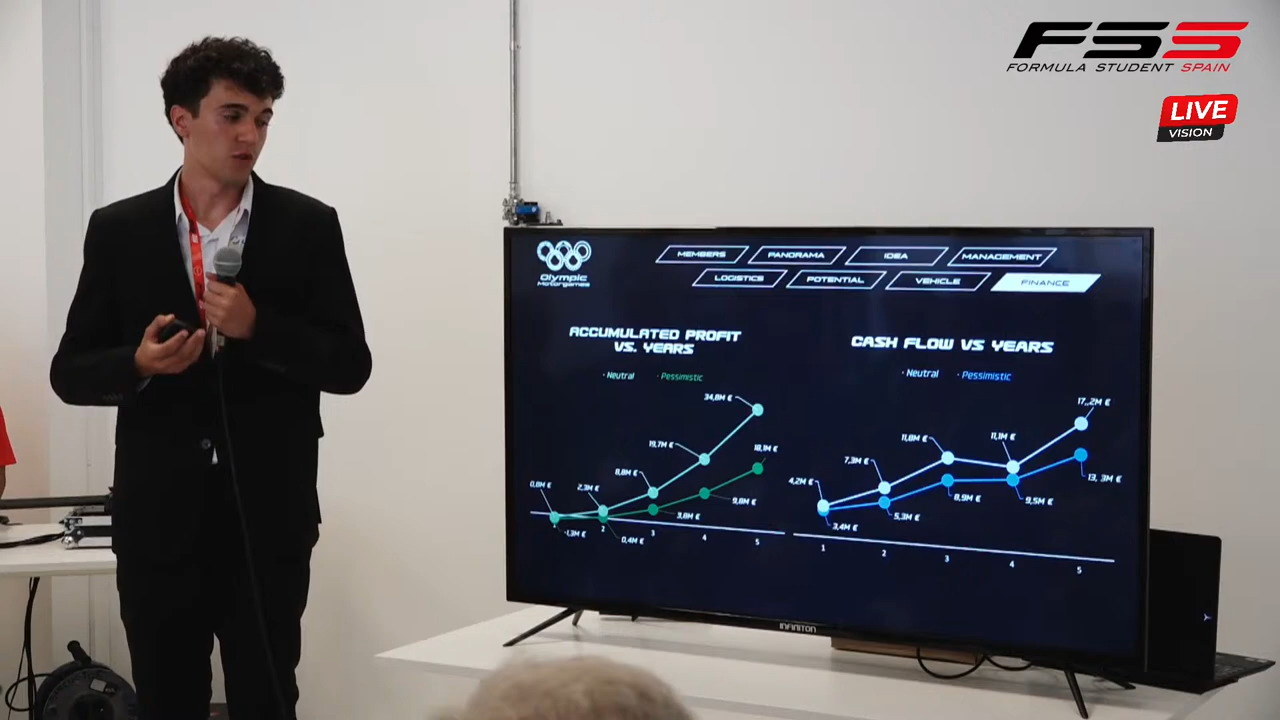 FSS
FORMULA STUDENT SPAIN
LIVE
VISION
Olympic
Motorgames
MEMBERS
PANORAMA
IDEA
MANAGEMENT
LOGISTICS
POTENTIAL
VEHICLE
FINANCE
ACCUMULATED PROFIT
VS. YEARS
· Neutral · Pessimistic
34,8M €
19,7M €
18,1M €
8,8M €
9,8M €
0,8M €
2,3M €
3,8M €
-1,3M €
0,4M €
1 2 3 4 5
CASH FLOW VS YEARS
· Neutral · Pessimistic
17,,2M €
11,8M €
11,1M €
7,3M €
4,2M €
13, 3M €
8,9M €
9,5M €
5,3M €
3,4M €
1 2 3 4 5
INFINITON